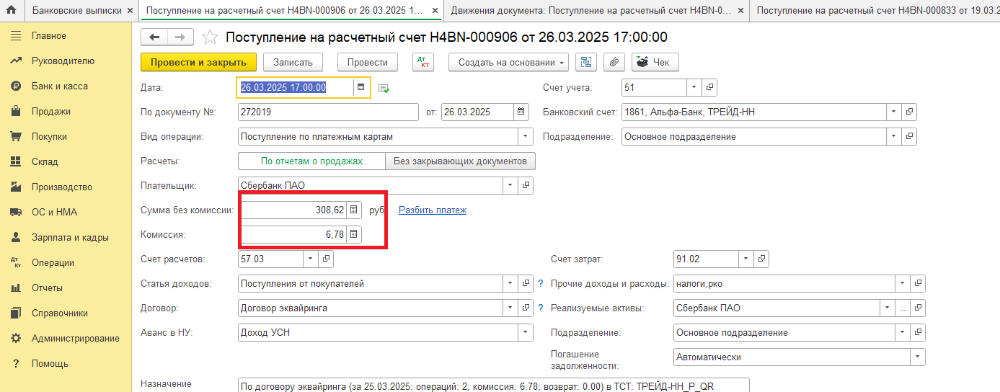 Банковские выписки ×
Поступление на расчетный счет Н4BN-000906 от 26.03.2025 1... ×
Движения документа: Поступление на расчетный счет Н4BN-0... ×
Поступление на расчетный счет Н4BN-000833 от 19.03.2
Главное
Руководителю
Банк и касса
Продажи
Покупки
Склад
Производство
ОС и НМА
Зарплата и кадры
Операции
Отчеты
Справочники
Администрирование
? Помощь
Поступление на расчетный счет Н4BN-000906 от 26.03.2025 17:00:00
Провести и закрыть Записать Провести Дт Кт Создать на основании Чек
Дата: 26.03.2025 17:00:00 Счет учета: 51
По документу №: 272019 от: 26.03.2025 Банковский счет: 1861, Альфа-Банк, ТРЕЙД-НН
Вид операции: Поступление по платежным картам Подразделение: Основное подразделение
Расчеты: По отчетам о продажах Без закрывающих документов
Плательщик: Сбербанк ПАО
Сумма без комиссии: 308,62 руб Разбить платеж
Комиссия: 6,78
Счет расчетов: 57.03 Счет затрат: 91.02
Статья доходов: Поступления от покупателей ? Прочие доходы и расходы: налоги,рко
Договор: Договор эквайринга ? Реализуемые активы: Сбербанк ПАО ...
Аванс в НУ: Доход УСН Подразделение: Основное подразделение
Погашение задолженности: Автоматически
Назначение По договору эквайринга (за 25.03.2025; операций: 2; комиссия: 6.78; возврат: 0.00) в ТСТ: ТРЕЙД-НН_P_QR